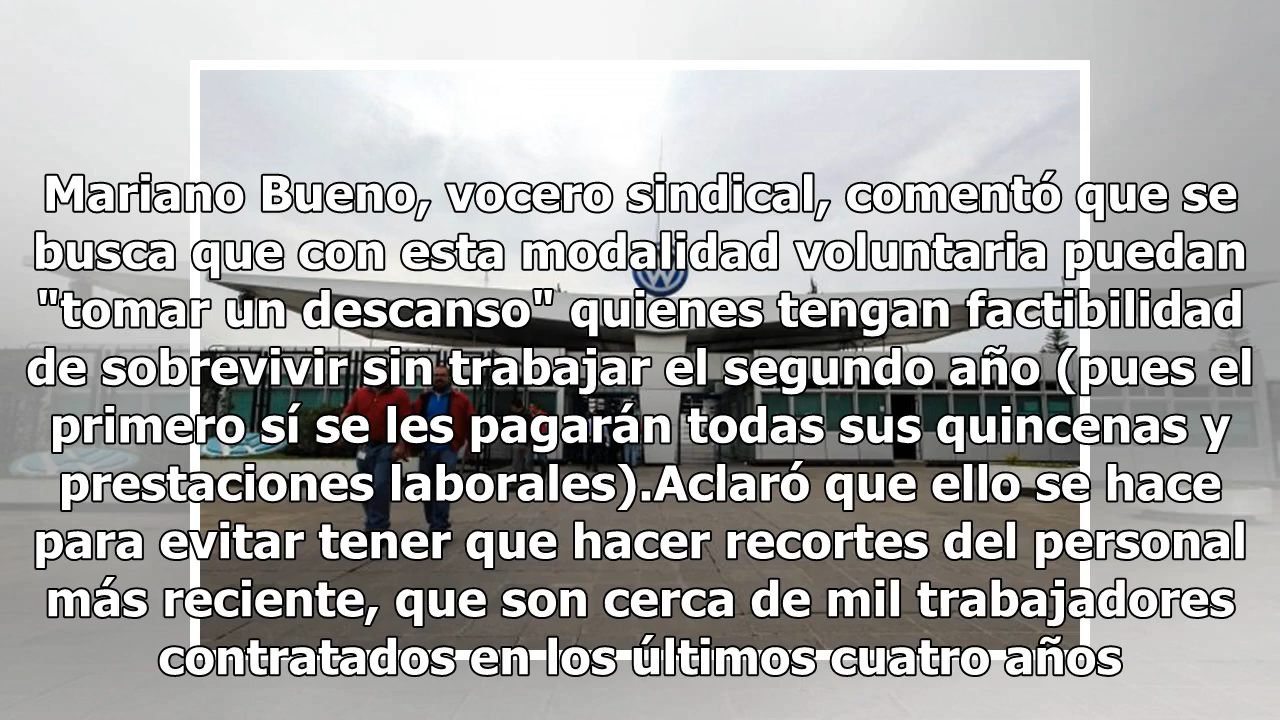 Mariano Bueno, vocero sindical, comentó que se
busca que con esta modalidad voluntaria puedan
"tomar un descanso" quienes tengan factibilidad
de sobrevivir sin trabajar el segundo año (pues el
primero sí se les pagarán todas sus quincenas y
prestaciones laborales).Aclaró que ello se hace
para evitar tener que hacer recortes del personal
más reciente, que son cerca de mil trabajadores
contratados en los últimos cuatro años